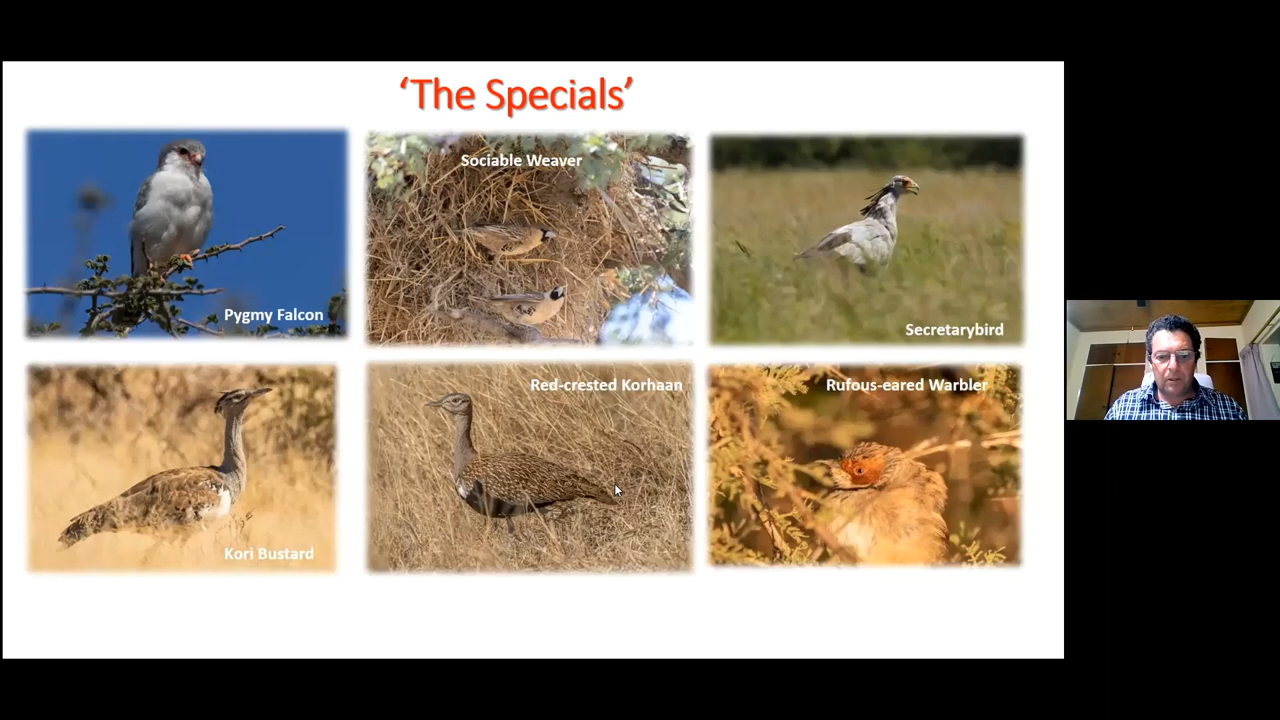 ‘The Specials’
Pygmy Falcon
Sociable Weaver
Secretarybird
Kori Bustard
Red-crested Korhaan
Rufous-eared Warbler